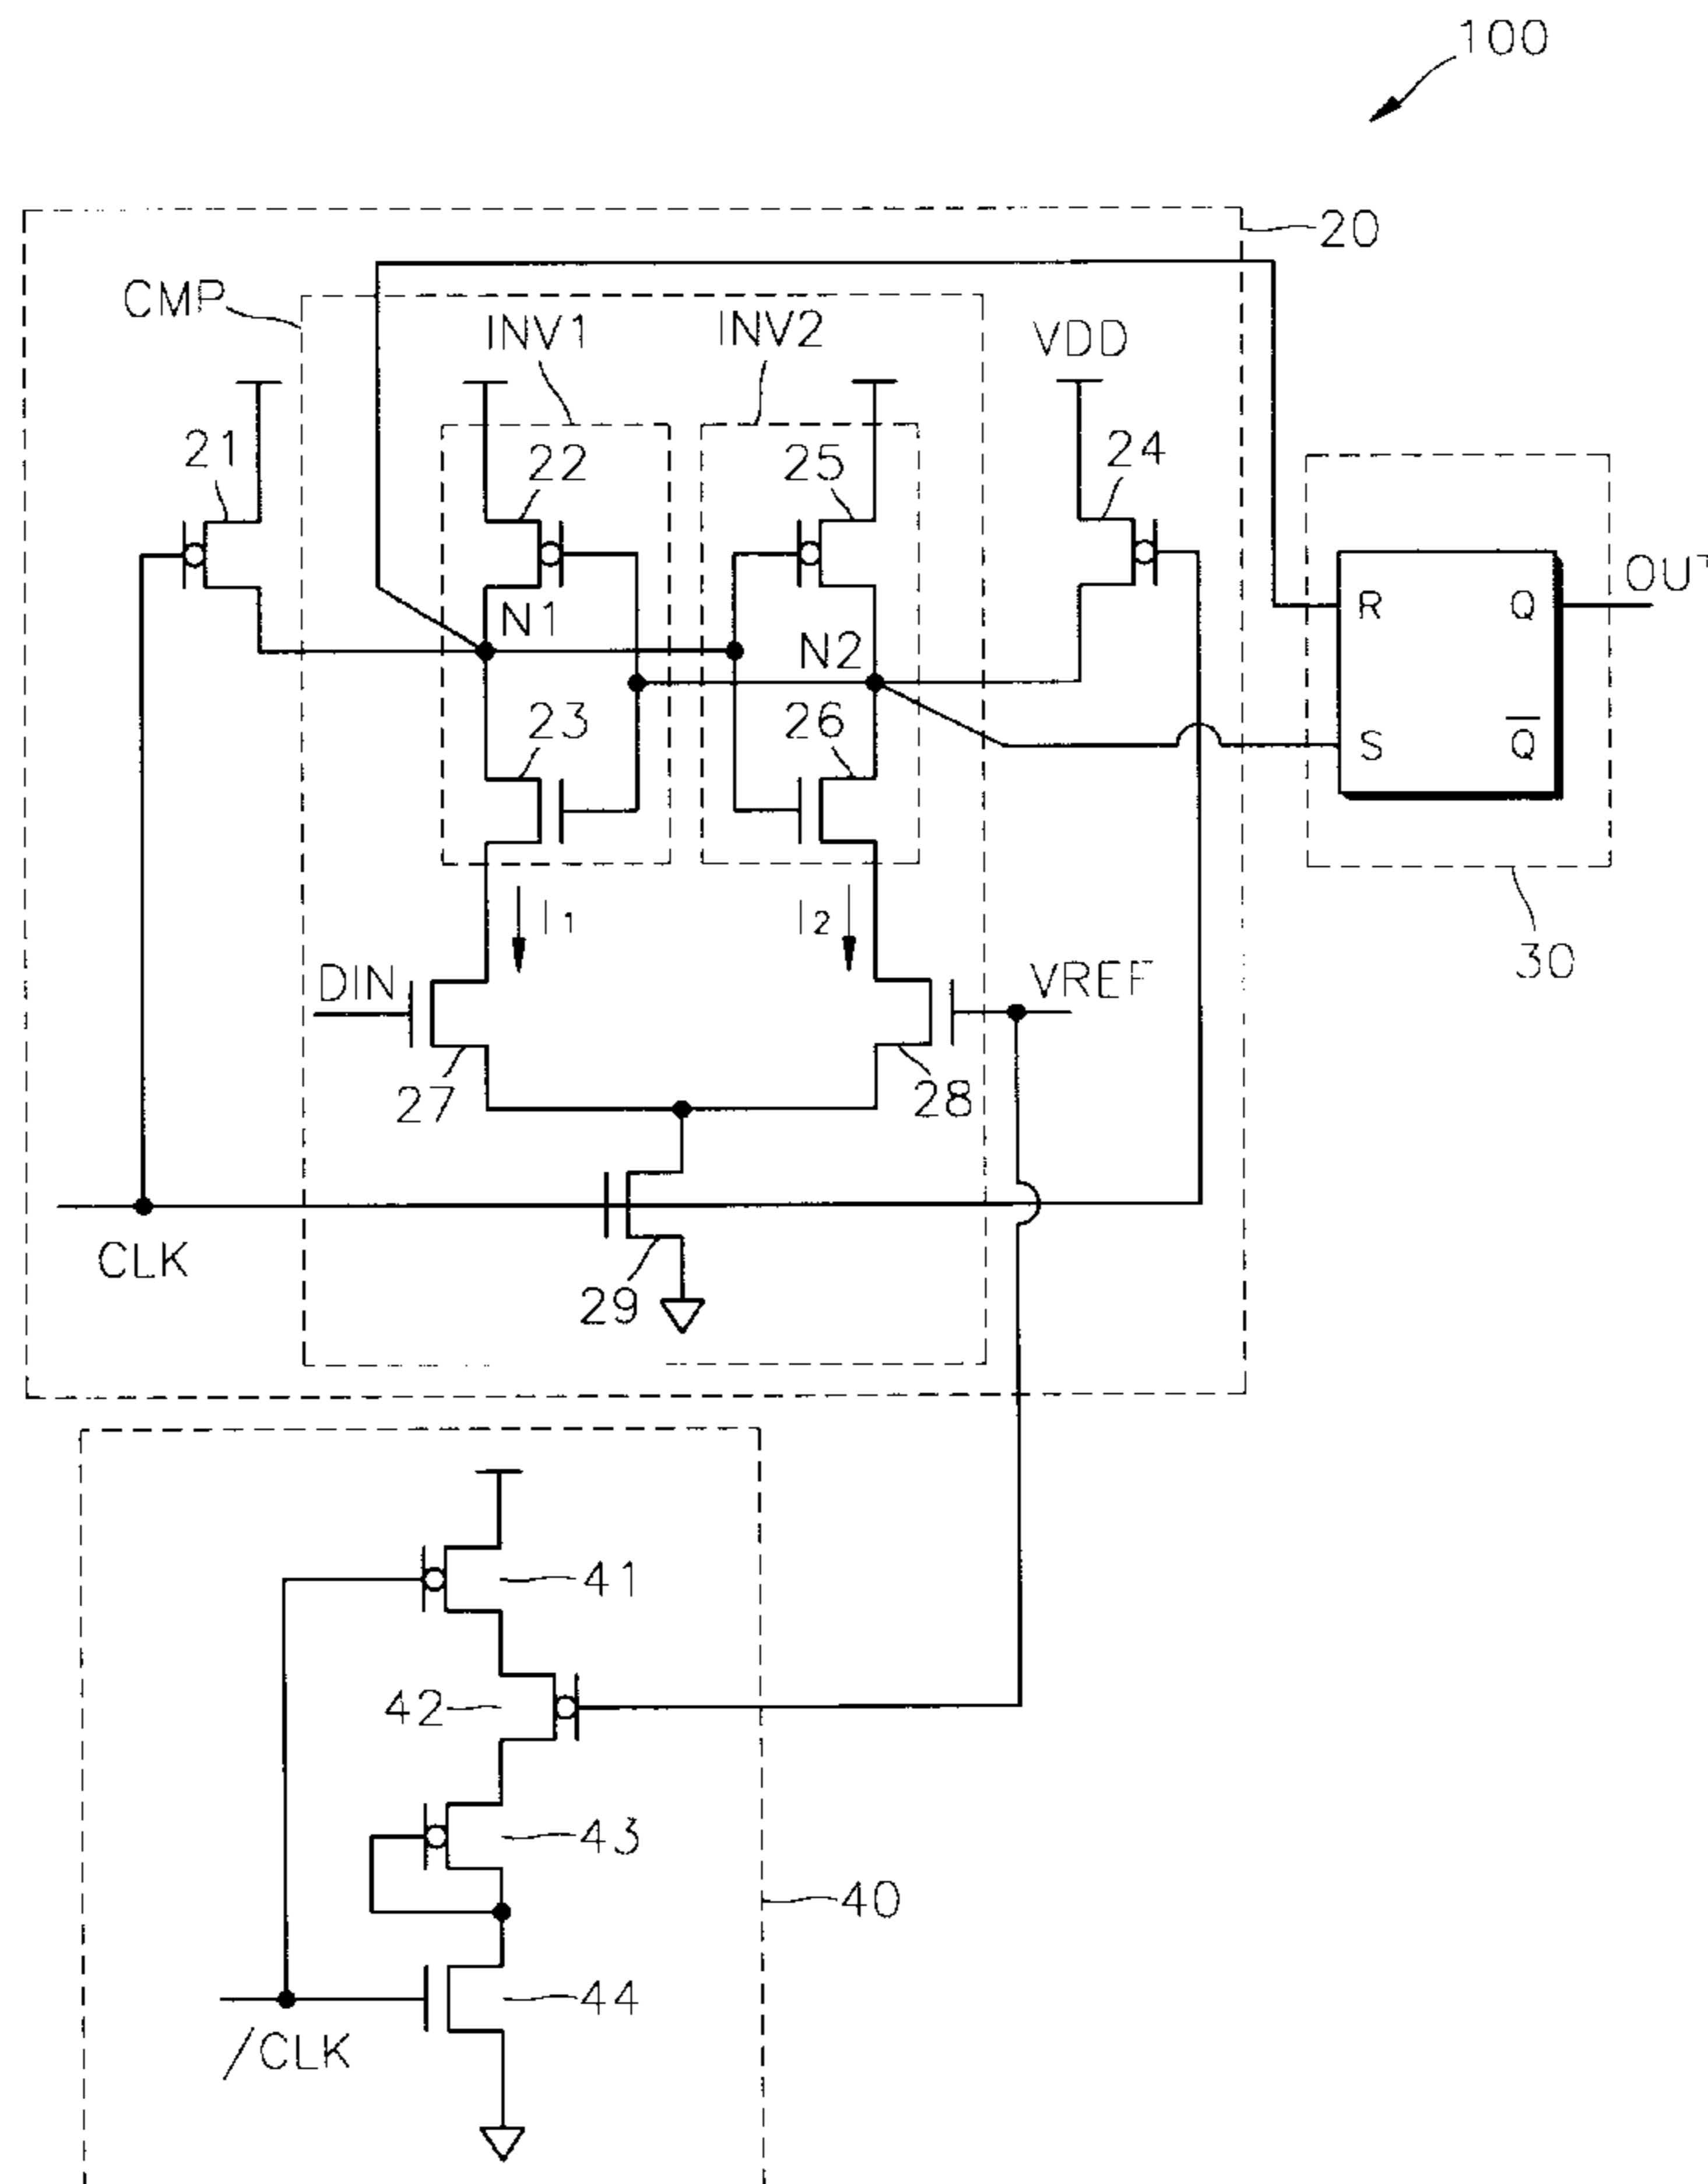 100
20
CMP
INV1
INV2
VDD
21
22
25
24
R
Q
OUT
N1
N2
S
Q̅
23
26
I1
I2
30
DIN
VREF
27
28
CLK
29
41
42
43
40
44
/CLK